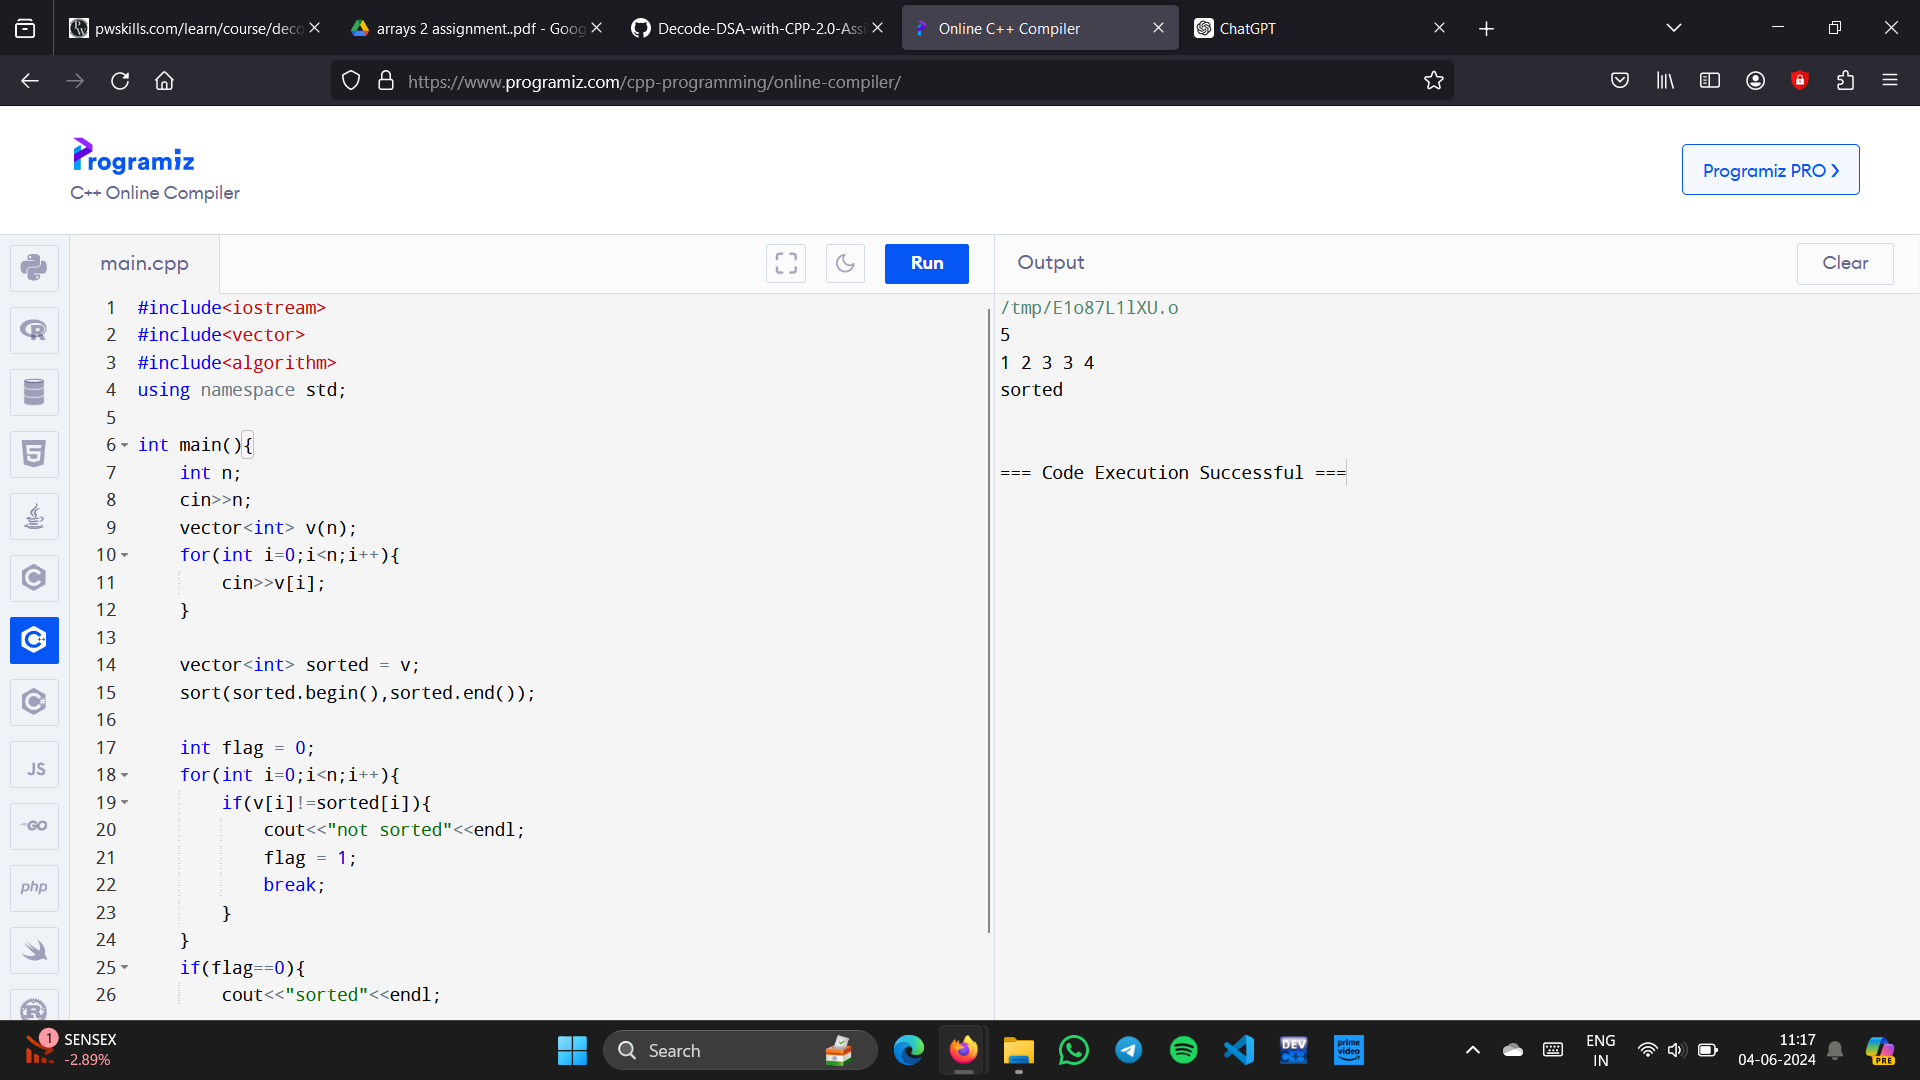 pwskills.com/learn/course/deco
arrays 2 assignment..pdf - Goog
Decode-DSA-with-CPP-2.0-Assi
Online C++ Compiler
ChatGPT
https://www.programiz.com/cpp-programming/online-compiler/
Programiz
C++ Online Compiler
Programiz PRO ❯
main.cpp
Run
Output
Clear
1 #include<iostream>
2 #include<vector>
3 #include<algorithm>
4 using namespace std;
5
6 int main(){
7 int n;
8 cin>>n;
9 vector<int> v(n);
10 for(int i=0;i<n;i++){
11 cin>>v[i];
12 }
13
14 vector<int> sorted = v;
15 sort(sorted.begin(),sorted.end());
16
17 int flag = 0;
18 for(int i=0;i<n;i++){
19 if(v[i]!=sorted[i]){
20 cout<<"not sorted"<<endl;
21 flag = 1;
22 break;
23 }
24 }
25 if(flag==0){
26 cout<<"sorted"<<endl;
/tmp/E1o87L1lXU.o
5
1 2 3 3 4
sorted
=== Code Execution Successful ===
JS
GO
php
1
SENSEX
-2.89%
Search
DEV
C++
prime
video
ENG
IN
11:17
04-06-2024
PRE